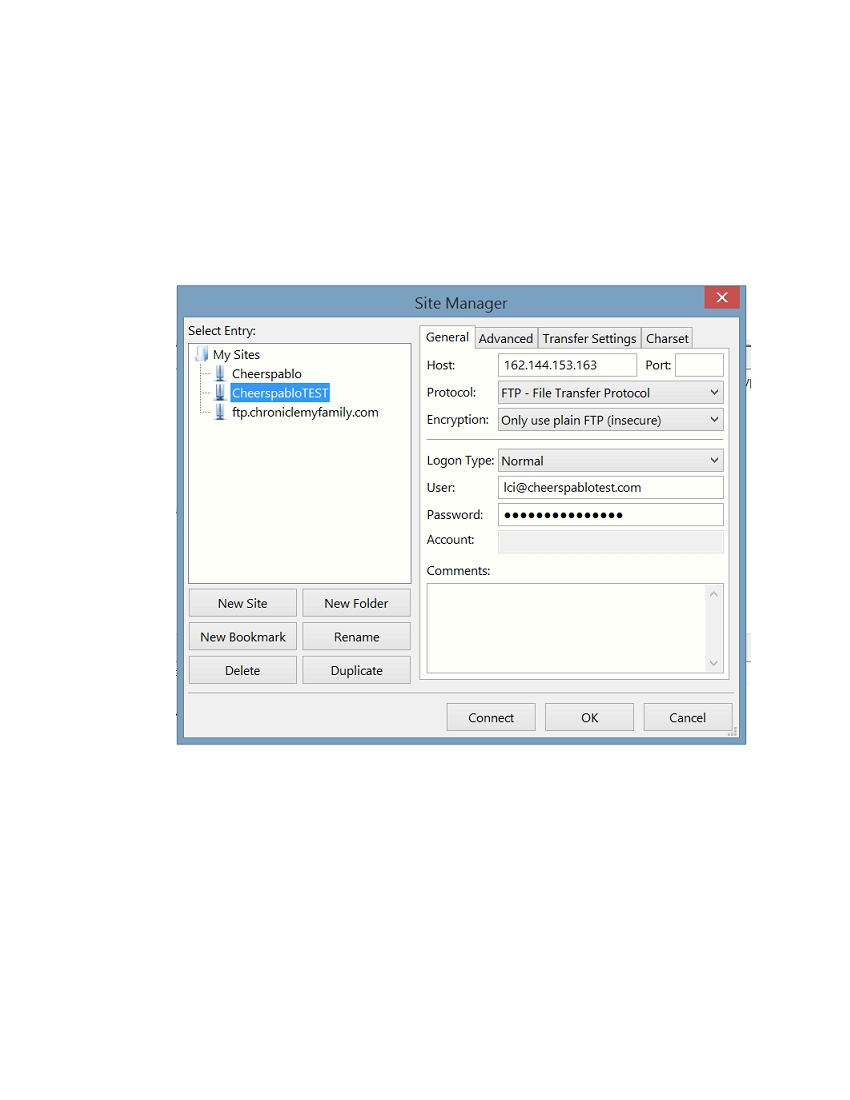 Site Manager
Select Entry:
My Sites
Cheerspablo
CheerspabloTEST
ftp.chroniclemyfamily.com
New Site
New Folder
New Bookmark
Rename
Delete
Duplicate
General
Advanced
Transfer Settings
Charset
Host:
162.144.153.163
Port:
Protocol:
FTP - File Transfer Protocol
Encryption:
Only use plain FTP (insecure)
Logon Type:
Normal
User:
lci@cheerspablotest.com
Password:
●●●●●●●●●●●●●●●
Account:
Comments:
Connect
OK
Cancel